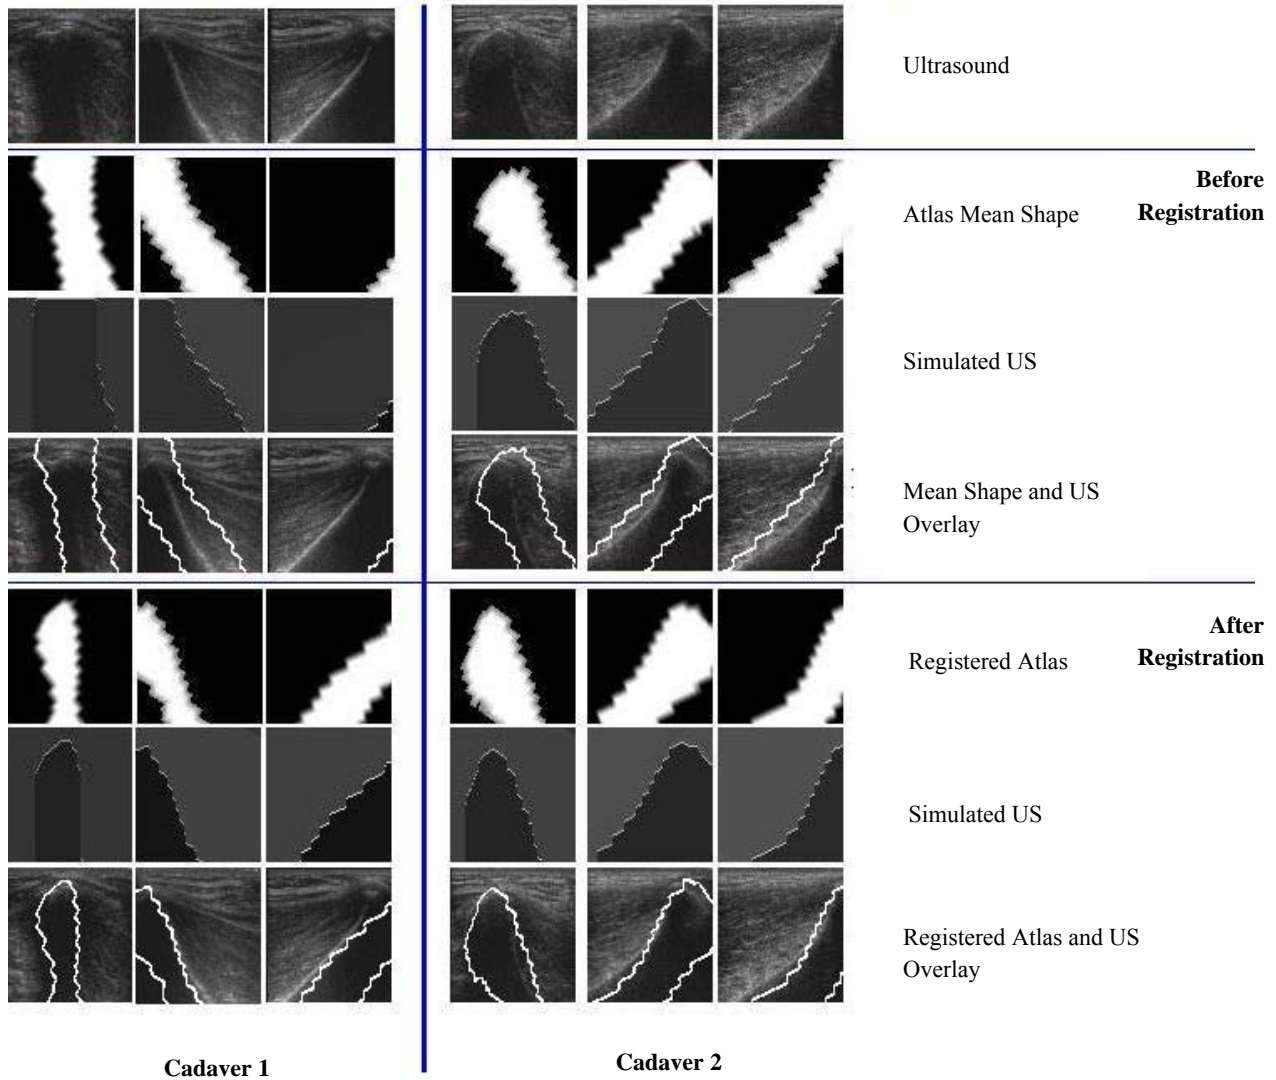 Ultrasound
Before
Registration
Atlas Mean Shape
Simulated US
Mean Shape and US
Overlay
After
Registration
Registered Atlas
Simulated US
Registered Atlas and US
Overlay
Cadaver 1
Cadaver 2